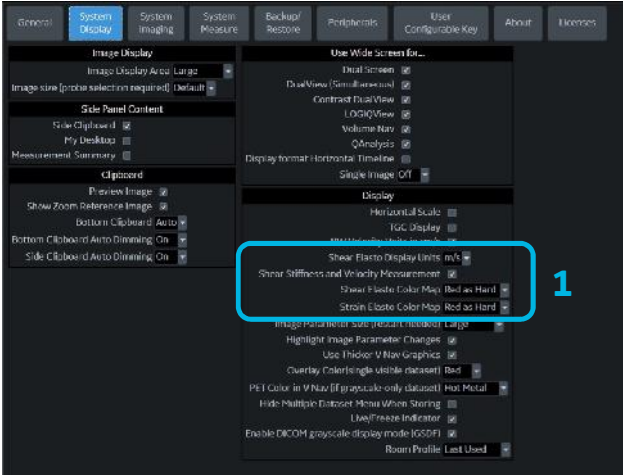 General
System Display
System Imaging
System Measure
Backup/ Restore
Peripherals
User Configurable Key
About
Licenses
Image Display
Image Display Area Large
Image size [probe selection required] Default
Side Panel Content
Side Clipboard
My Desktop
Measurement Summary
Clipboard
Preview Image
Show Zoom Reference Image
Bottom Clipboard Auto
Bottom Clipboard Auto Dimming On
Side Clipboard Auto Dimming On
Use Wide Screen for...
Dual Screen
DualView (Simultaneous)
Contrast DualView
LOGIQView
Volume Nav
QAnalysis
Display format Horizontal Timeline
Single Image Off
Display
Horizontal Scale
TGC Display
Shear Elasto Display Units m/s
Shear Stiffness and Velocity Measurement
Shear Elasto Color Map Red as Hard
Strain Elasto Color Map Red as Hard
1
Image Parameter Size (restart needed) Large
Highlight Image Parameter Changes
Use Thicker V Nav Graphics
Overlay Color(single visible dataset) Red
PET Color in V Nav (if grayscale-only dataset) Hot Metal
Hide Multiple Dataset Menu When Storing
Live/Freeze Indicator
Enable DICOM grayscale display mode (GSDF)
Room Profile Last Used